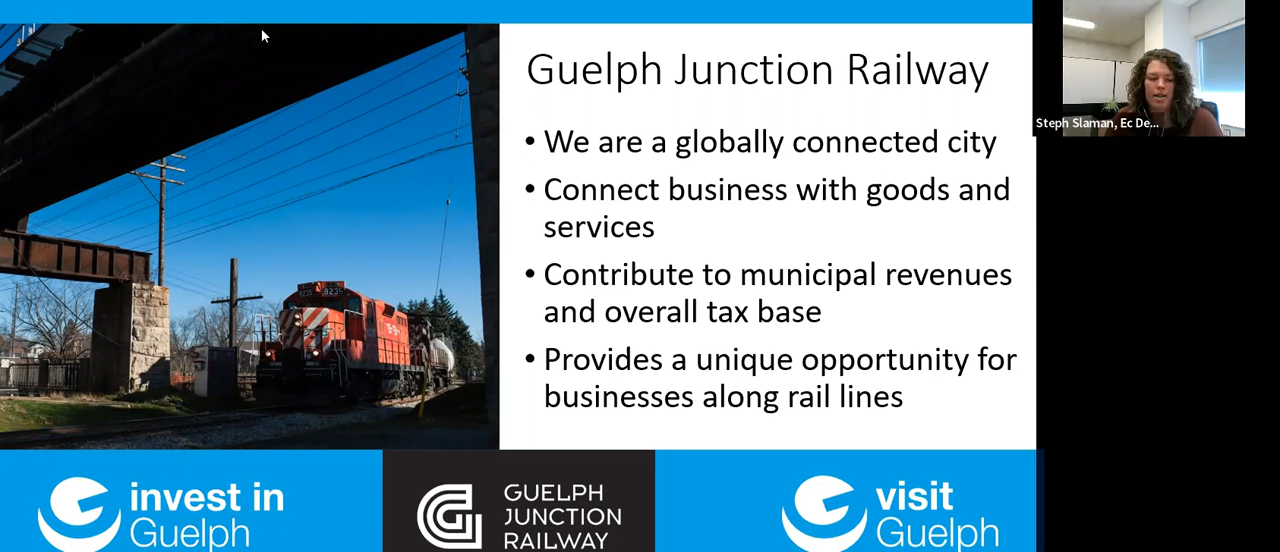 Guelph Junction Railway
• We are a globally connected city
• Connect business with goods and
services
• Contribute to municipal revenues
and overall tax base
• Provides a unique opportunity for
businesses along rail lines
Steph Slaman, Ec De...
8235
invest in
Guelph
GUELPH
JUNCTION
RAILWAY
visit
Guelph